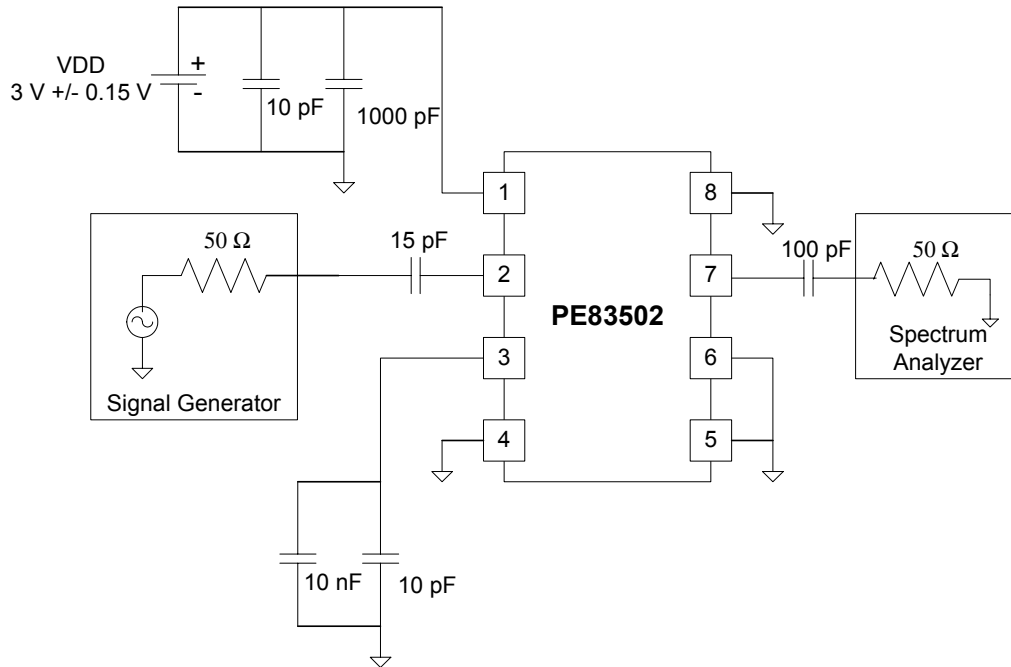 +
VDD
3 V +/- 0.15 V
-
10 pF
1000 pF
1
8
50 Ω
15 pF
100 pF
50 Ω
2
7
PE83502
Spectrum
Analyzer
3
6
Signal Generator
4
5
10 nF
10 pF